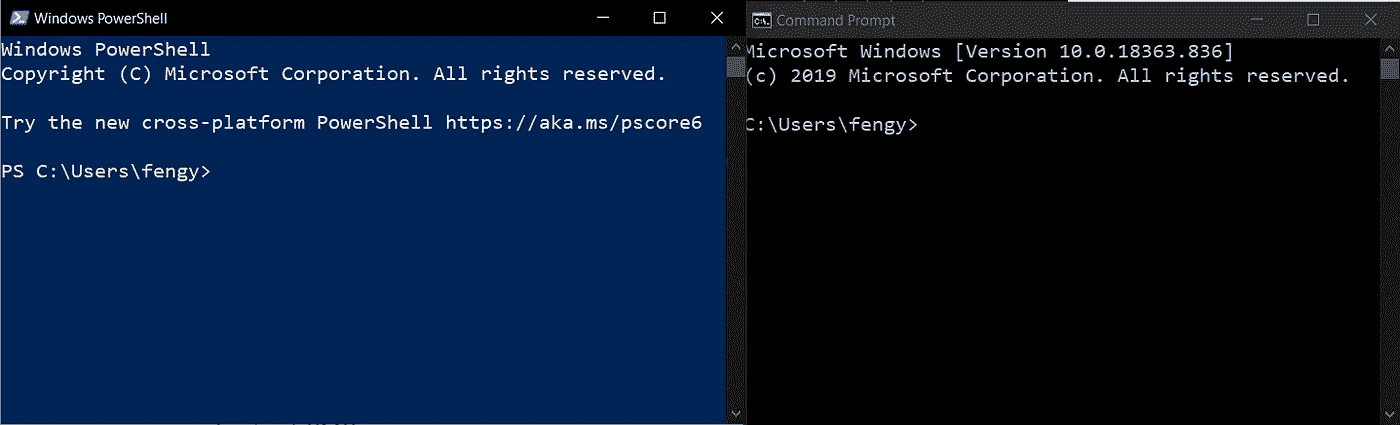 Windows PowerShell
Windows PowerShell
Copyright (C) Microsoft Corporation. All rights reserved.
Try the new cross-platform PowerShell https://aka.ms/pscore6
PS C:\Users\fengy>
Command Prompt
Microsoft Windows [Version 10.0.18363.836]
(c) 2019 Microsoft Corporation. All rights reserved.
C:\Users\fengy>